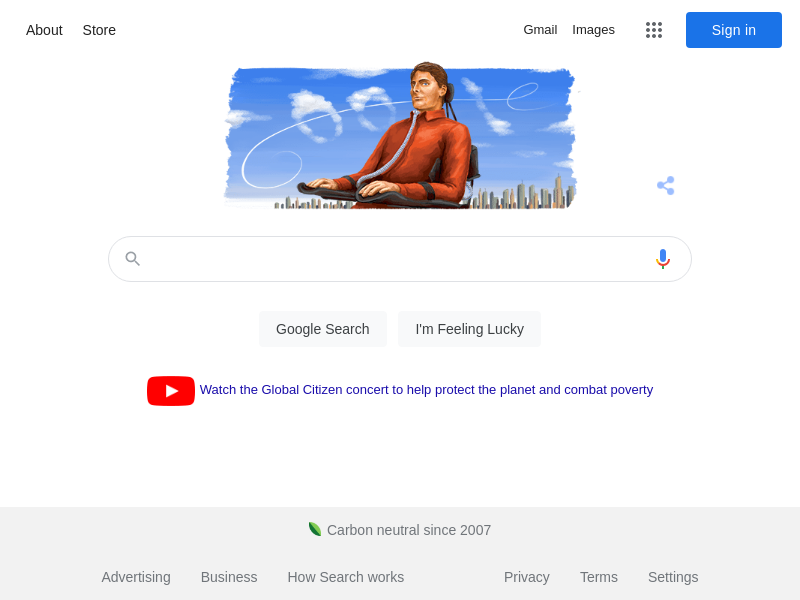 About Store Gmail Images Sign in
Google Search I'm Feeling Lucky
Watch the Global Citizen concert to help protect the planet and combat poverty
Carbon neutral since 2007
Advertising Business How Search works Privacy Terms Settings